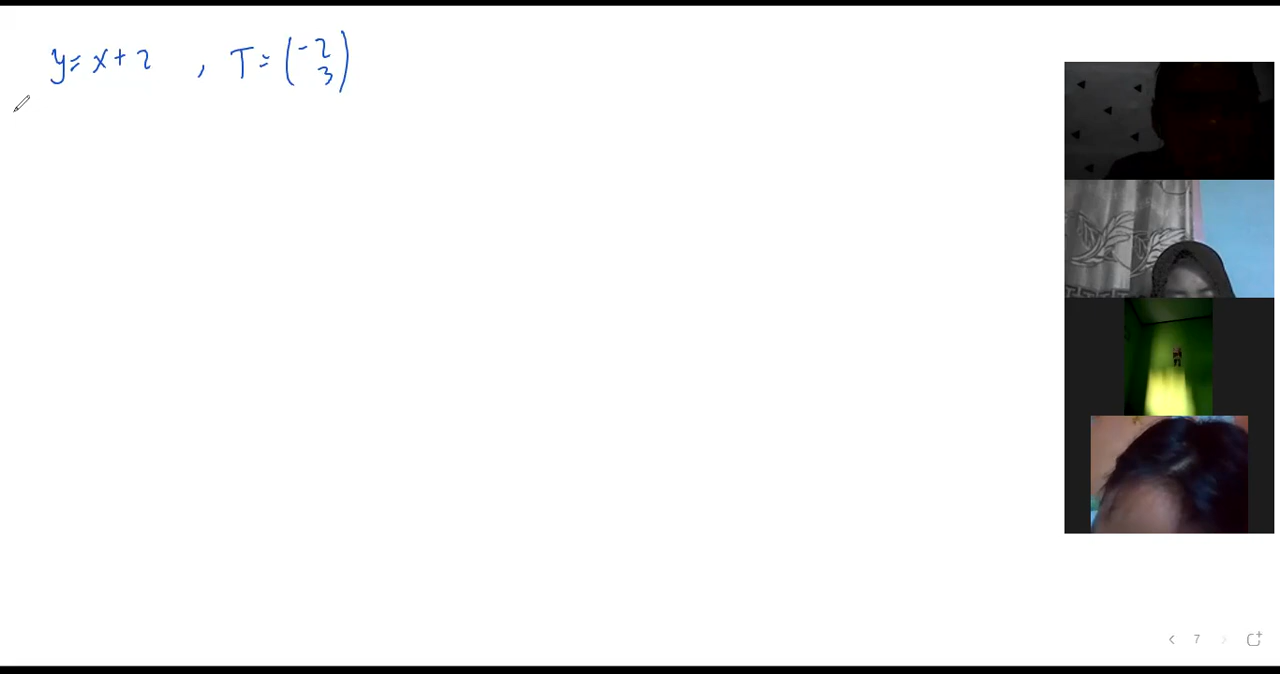 y = x + 2 , T = (-2 3)
7